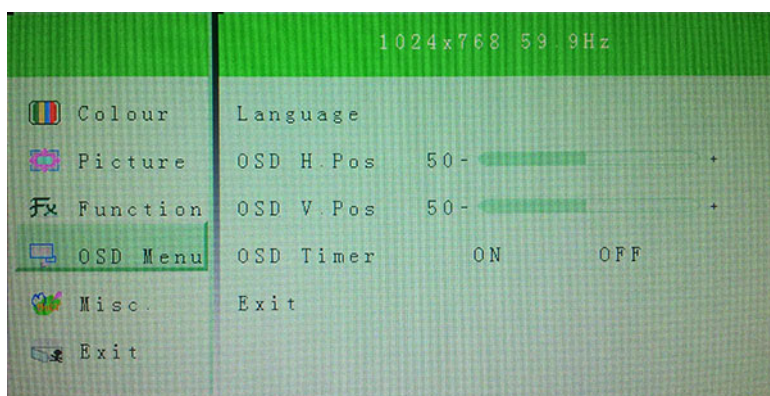 1024x768 59.9Hz
Colour
Picture
Fx Function
OSD Menu
Misc.
Exit
Language
OSD H.Pos 50 - +
OSD V.Pos 50 - +
OSD Timer ON OFF
Exit